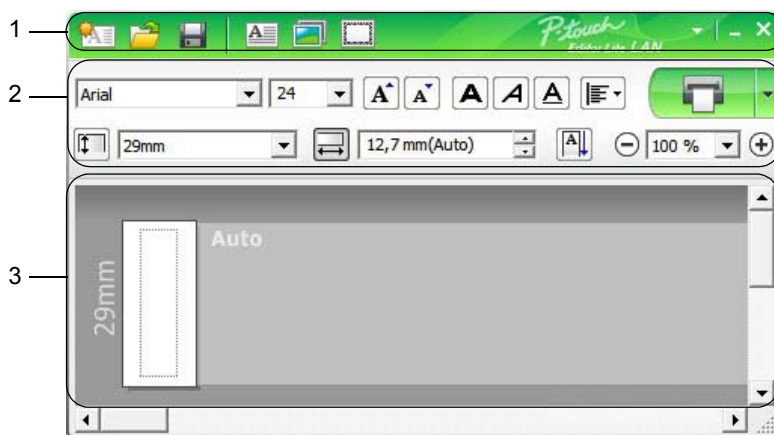 1
P-touch
Editor Lite LAN
2
Arial 24 A A A A A
29mm 12,7 mm(Auto) A 100 %
3
Auto
29mm